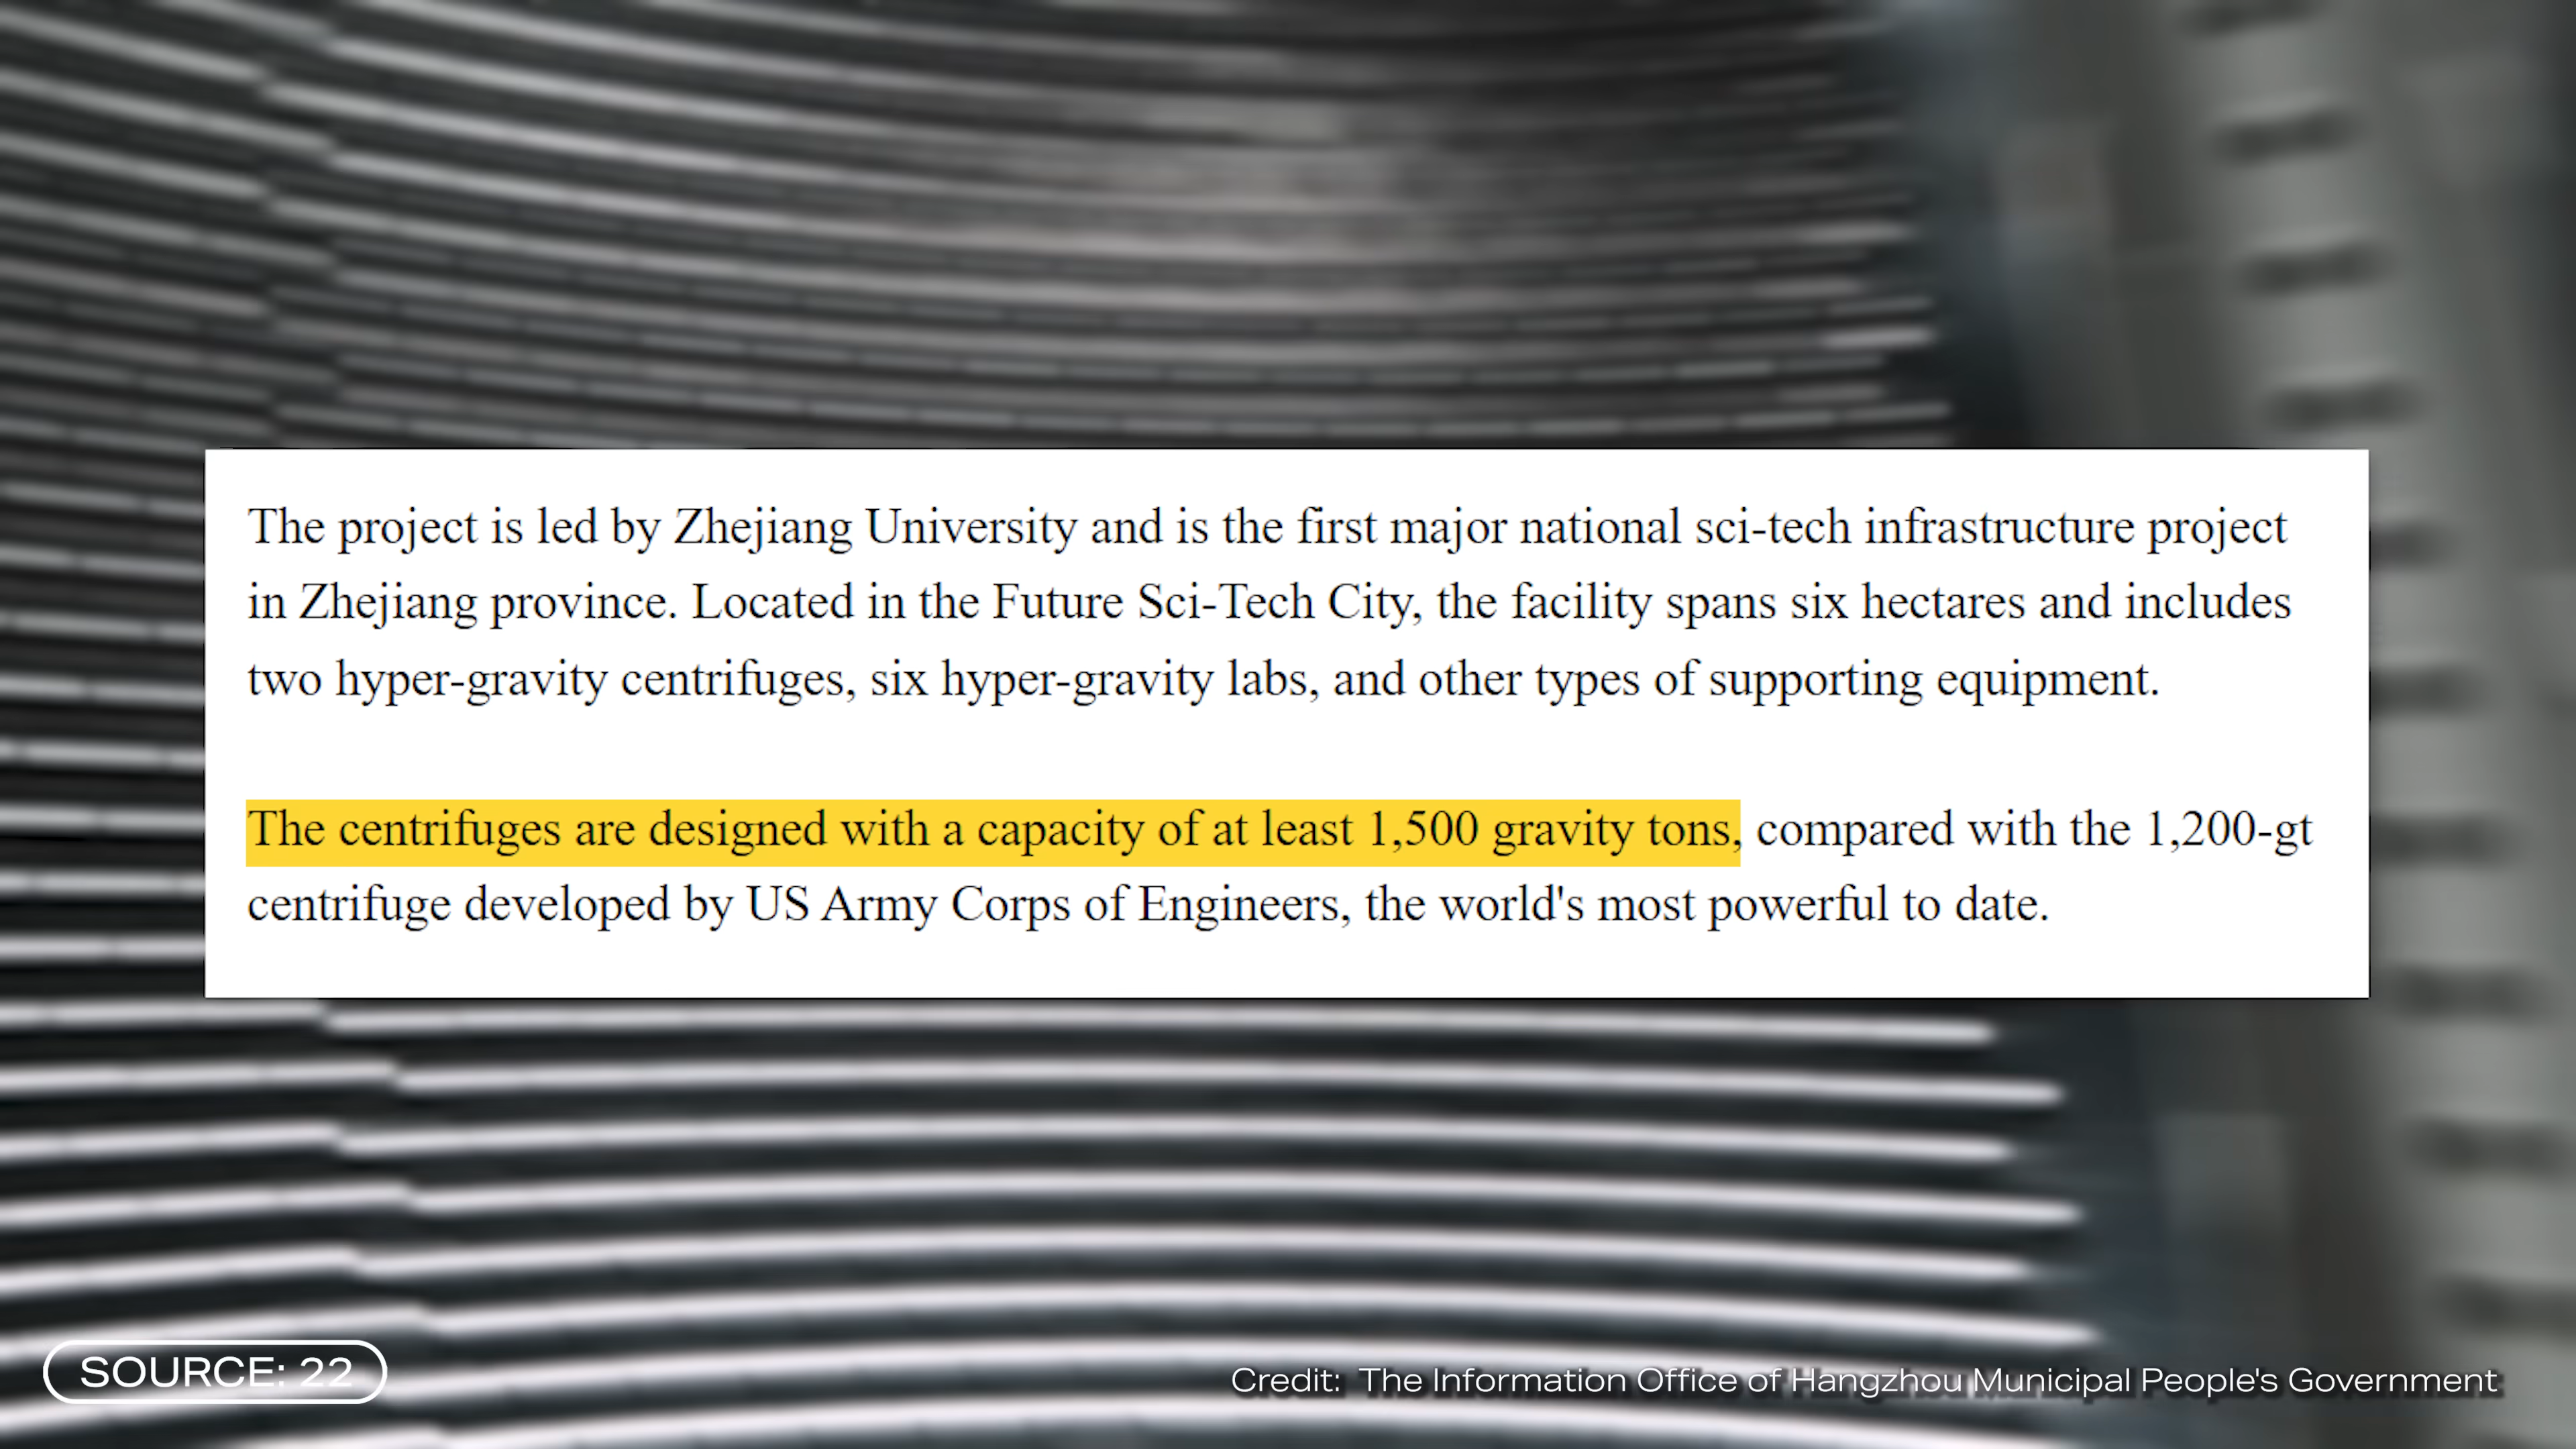 The project is led by Zhejiang University and is the first major national sci-tech infrastructure project
in Zhejiang province. Located in the Future Sci-Tech City, the facility spans six hectares and includes
two hyper-gravity centrifuges, six hyper-gravity labs, and other types of supporting equipment.
The centrifuges are designed with a capacity of at least 1,500 gravity tons, compared with the 1,200-gt
centrifuge developed by US Army Corps of Engineers, the world's most powerful to date.
SOURCE: 22
Credit: The Information Office of Hangzhou Municipal People's Government